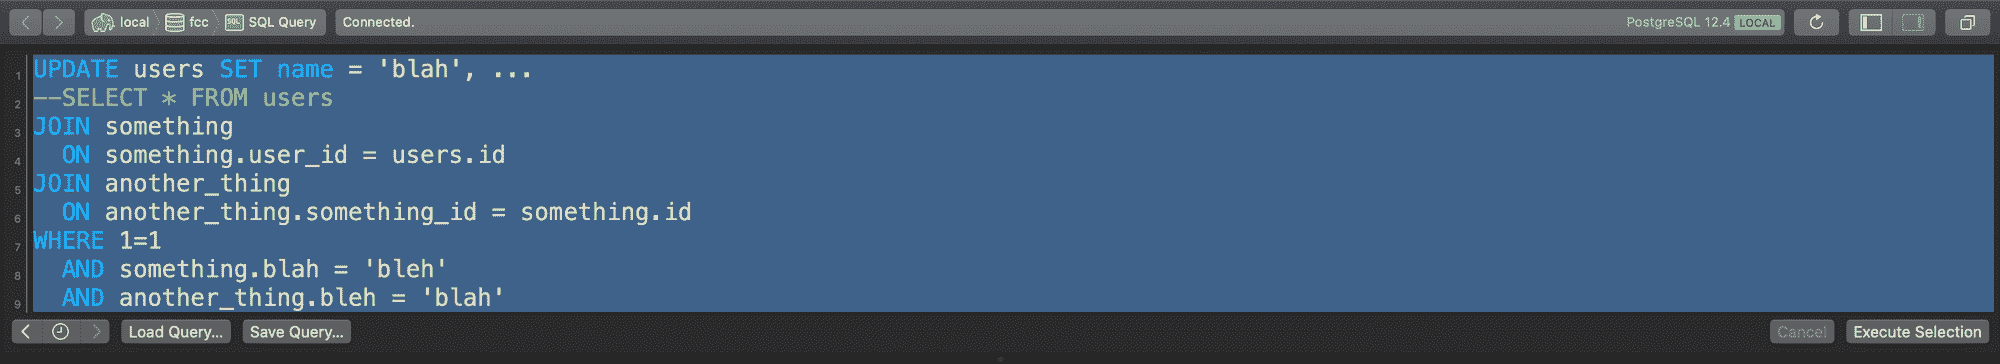 local fcc SQL Query Connected. PostgreSQL 12.4 LOCAL
1 UPDATE users SET name = 'blah', ...
2 --SELECT * FROM users
3 JOIN something
4 ON something.user_id = users.id
5 JOIN another_thing
6 ON another_thing.something_id = something.id
7 WHERE 1=1
8 AND something.blah = 'bleh'
9 AND another_thing.bleh = 'blah'
Load Query... Save Query... Cancel Execute Selection